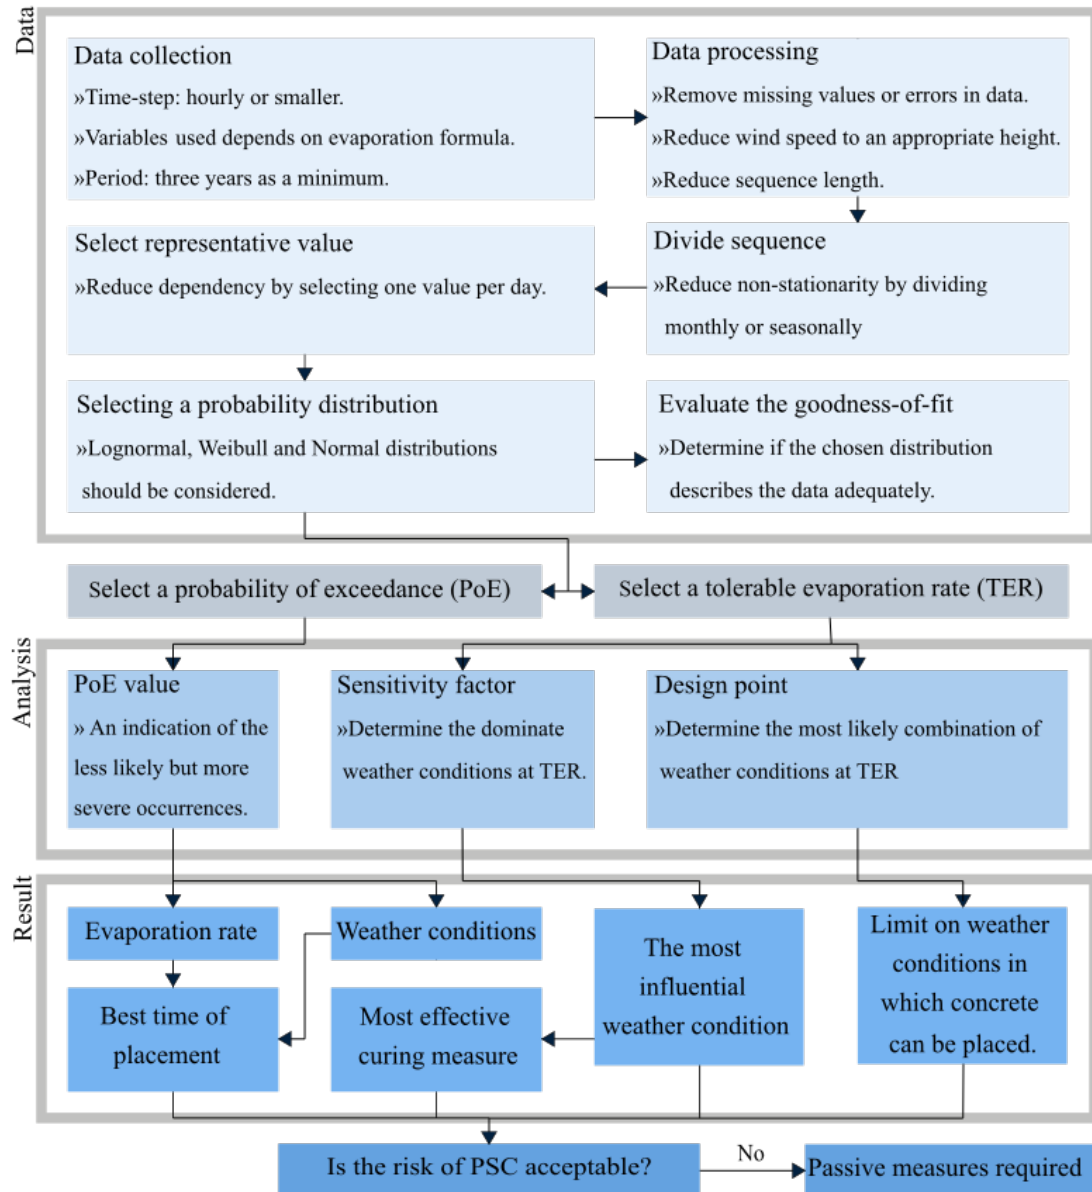 Data
Data collection
»Time-step: hourly or smaller.
»Variables used depends on evaporation formula.
»Period: three years as a minimum.
Data processing
»Remove missing values or errors in data.
»Reduce wind speed to an appropriate height.
»Reduce sequence length.
Select representative value
»Reduce dependency by selecting one value per day.
Divide sequence
»Reduce non-stationarity by dividing
monthly or seasonally
Selecting a probability distribution
»Lognormal, Weibull and Normal distributions
should be considered.
Evaluate the goodness-of-fit
»Determine if the chosen distribution
describes the data adequately.
Select a probability of exceedance (PoE)
Select a tolerable evaporation rate (TER)
Analysis
PoE value
» An indication of the
less likely but more
severe occurrences.
Sensitivity factor
»Determine the dominate
weather conditions at TER.
Design point
»Determine the most likely combination of
weather conditions at TER
Result
Evaporation rate
Weather conditions
The most
influential
weather condition
Limit on weather
conditions in
which concrete
can be placed.
Best time of
placement
Most effective
curing measure
Is the risk of PSC acceptable?
No
Passive measures required